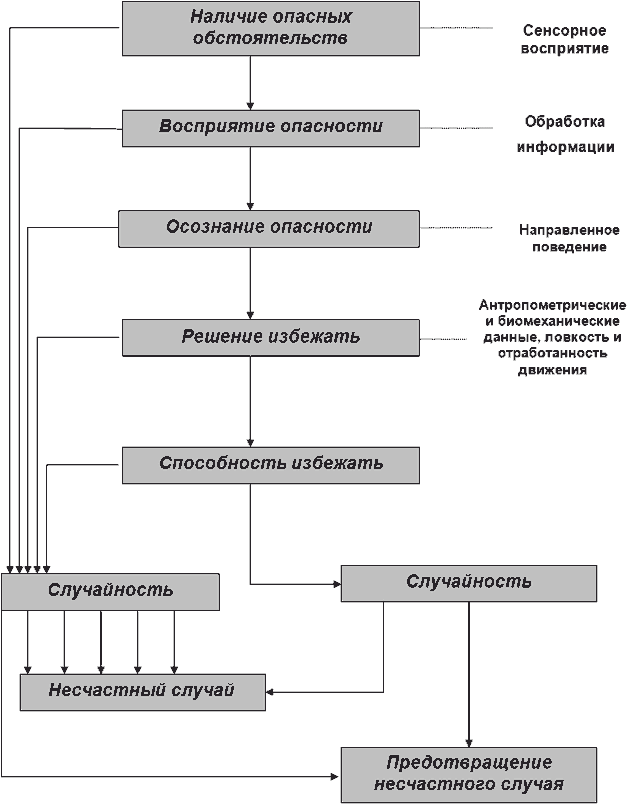 Наличие опасных
обстоятельств
Сенсорное
восприятие
Восприятие опасности
Обработка
информации
Осознание опасности
Направленное
поведение
Решение избежать
Антропометрические
и биомеханические
данные, ловкость и
отработанность
движения
Способность избежать
Случайность
Случайность
Несчастный случай
Предотвращение
несчастного случая